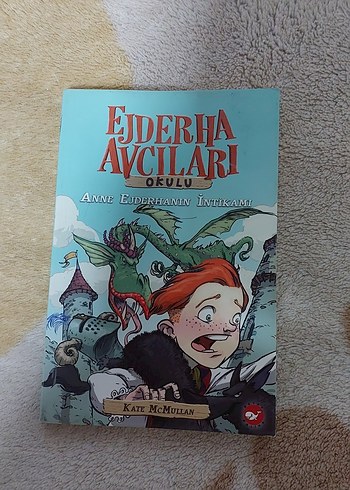 EJDERHA
AVCILARI
OKULU
ANNE EJDERHANIN İNTİKAMI
KATE MCMULLAN